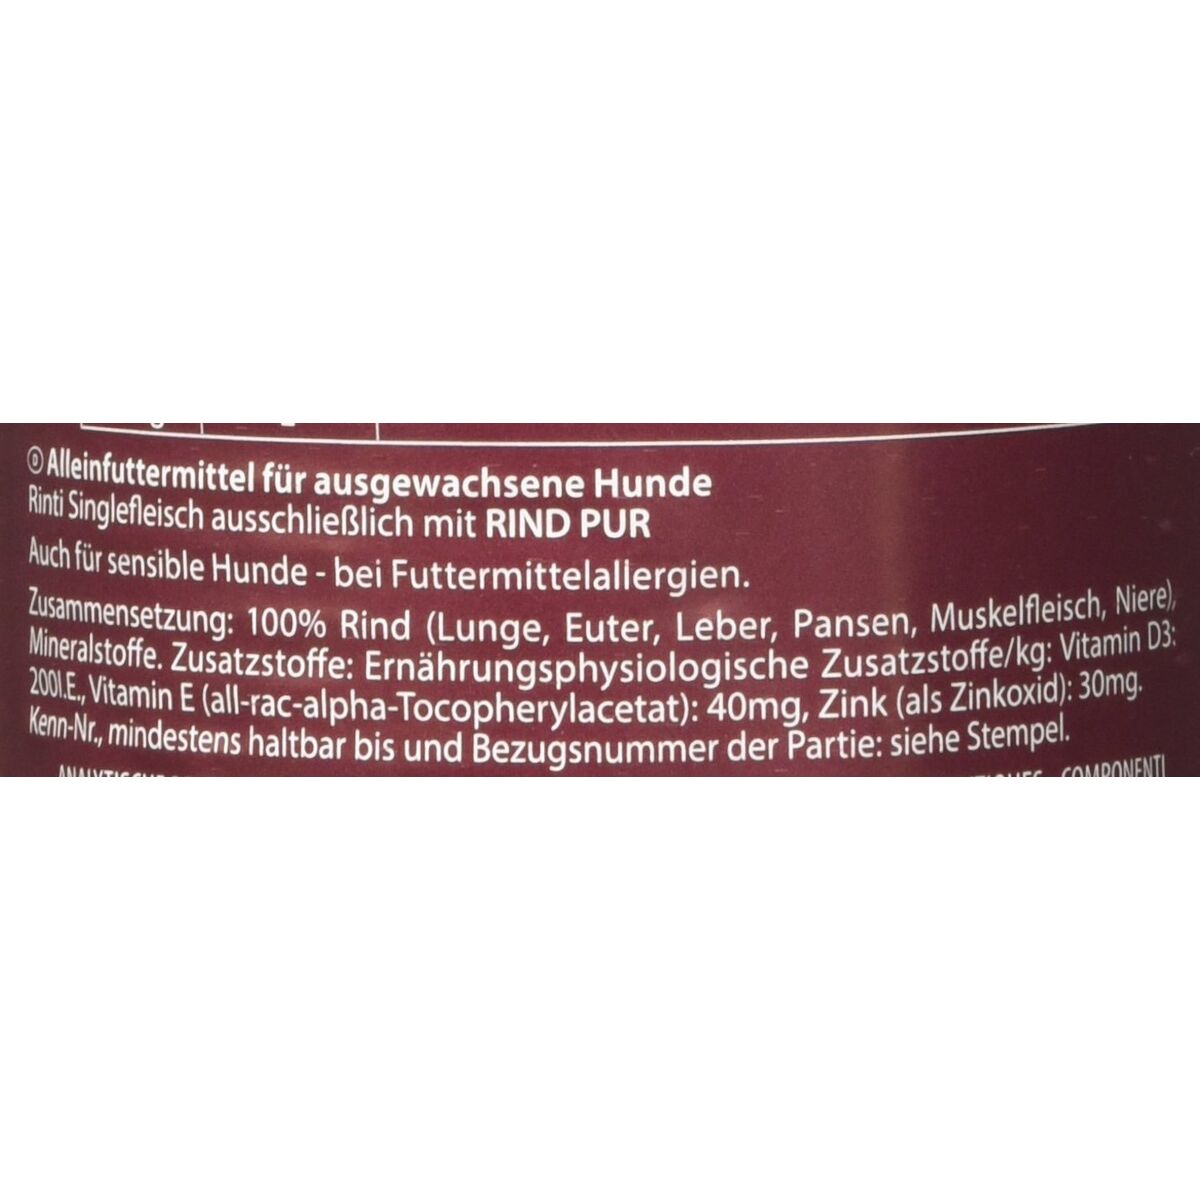 Ⓓ Alleinfuttermittel für ausgewachsene Hunde
Rinti Singlefleisch ausschließlich mit RIND PUR
Auch für sensible Hunde - bei Futtermittelallergien.
Zusammensetzung: 100% Rind (Lunge, Euter, Leber, Pansen, Muskelfleisch, Niere),
Mineralstoffe. Zusatzstoffe: Ernährungsphysiologische Zusatzstoffe/kg: Vitamin D3:
200I.E., Vitamin E (all-rac-alpha-Tocopherylacetat): 40mg, Zink (als Zinkoxid): 30mg.
Kenn-Nr., mindestens haltbar bis und Bezugsnummer der Partie: siehe Stempel.
COMPONENTI